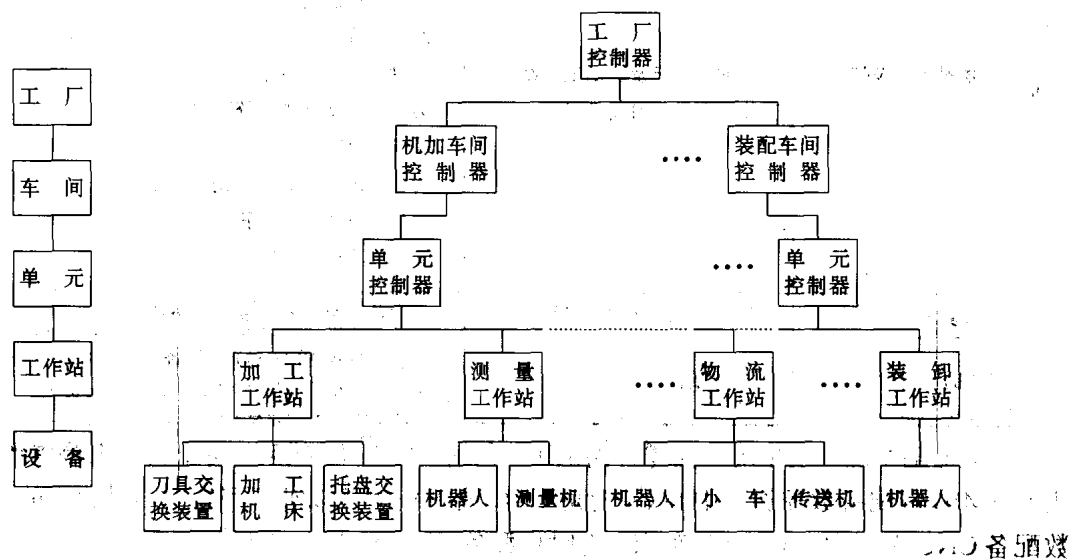 工厂
控制器
工厂
机加车间
控制器
....
装配车间
控制器
车间
单元
控制器
....
单元
控制器
单元
加工
工作站
测量
工作站
....
物流
工作站
....
装卸
工作站
工作站
刀具交
换装置
加工
机床
托盘交
换装置
机器人
测量机
机器人
小车
传送机
机器人
设备